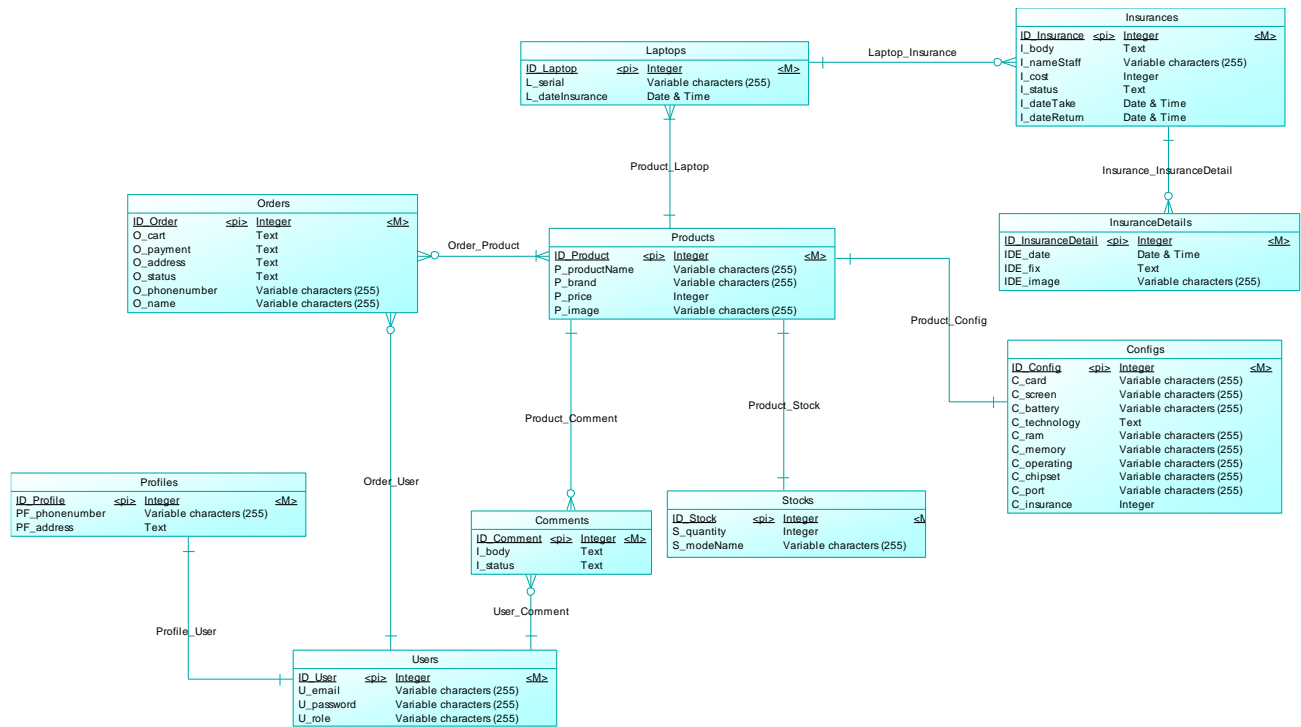 Insurances
ID_Insurance <pi> Integer <M>
I_body Text
I_nameStaff Variable characters (255)
I_cost Integer
I_status Text
I_dateTake Date & Time
I_dateReturn Date & Time
Laptops
ID_Laptop <pi> Integer <M>
L_serial Variable characters (255)
L_dateInsurance Date & Time
Laptop_Insurance
Product_Laptop
Insurance_InsuranceDetail
Orders
ID_Order <pi> Integer <M>
O_cart Text
O_payment Text
O_address Text
O_status Text
O_phonenumber Variable characters (255)
O_name Variable characters (255)
Order_Product
Products
ID_Product <pi> Integer <M>
P_productName Variable characters (255)
P_brand Variable characters (255)
P_price Integer
P_image Variable characters (255)
InsuranceDetails
ID_InsuranceDetail <pi> Integer <M>
IDE_date Date & Time
IDE_fix Text
IDE_image Variable characters (255)
Product_Config
Configs
ID_Config <pi> Integer <M>
C_card Variable characters (255)
C_screen Variable characters (255)
C_battery Variable characters (255)
C_technology Text
C_ram Variable characters (255)
C_memory Variable characters (255)
C_operating Variable characters (255)
C_chipset Variable characters (255)
C_port Variable characters (255)
C_insurance Integer
Product_Stock
Product_Comment
Order_User
Profiles
ID_Profile <pi> Integer <M>
PF_phonenumber Variable characters (255)
PF_address Text
Comments
ID_Comment <pi> Integer <M>
I_body Text
I_status Text
Stocks
ID_Stock <pi> Integer
S_quantity Integer
S_modeName Variable characters (255)
User_Comment
Profile_User
Users
ID_User <pi> Integer <M>
U_email Variable characters (255)
U_password Variable characters (255)
U_role Variable characters (255)